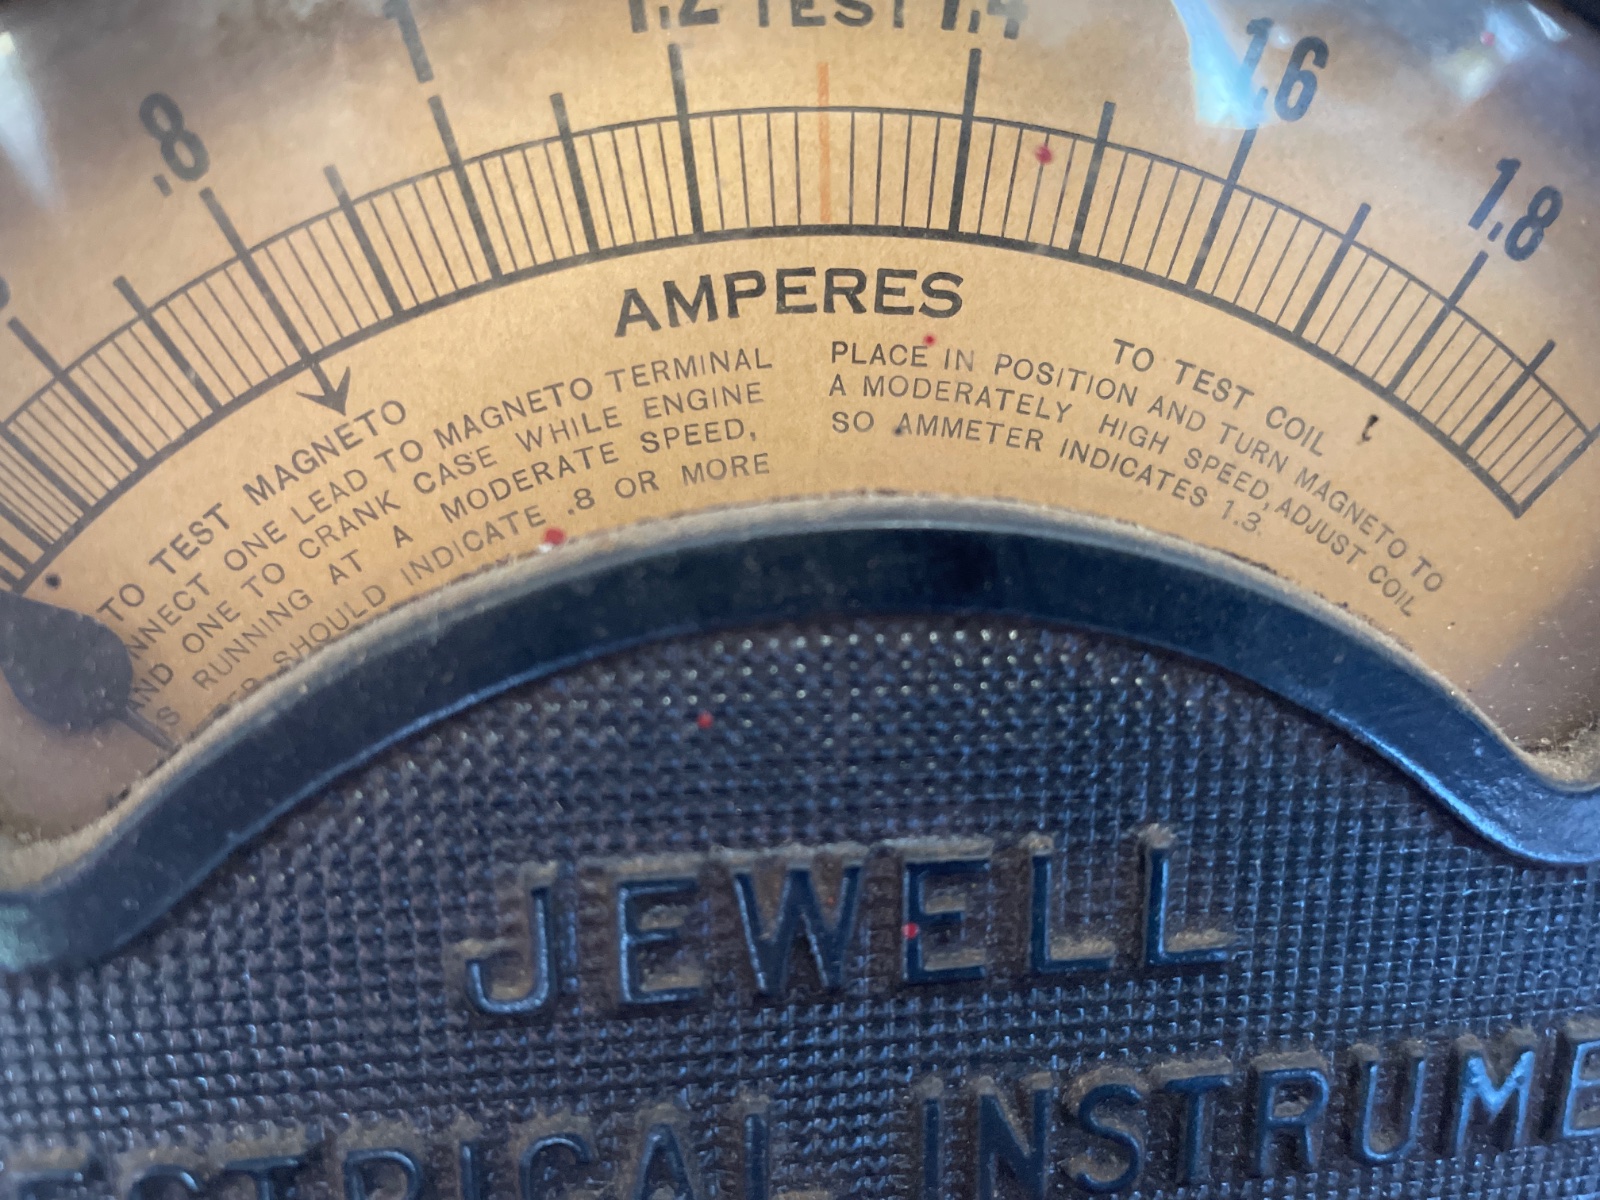 1.2 TEST 1.4
1
1.6
.8
1.8
AMPERES
TO TEST MAGNETO
CONNECT ONE LEAD TO MAGNETO TERMINAL
AND ONE TO CRANK CASE WHILE ENGINE
RUNNING AT A MODERATE SPEED,
SHOULD INDICATE .8 OR MORE
TO TEST COIL
PLACE IN POSITION AND TURN MAGNETO TO
A MODERATELY HIGH SPEED, ADJUST COIL
SO AMMETER INDICATES 1.3.
JEWELL
ECTRICAL INSTRUME